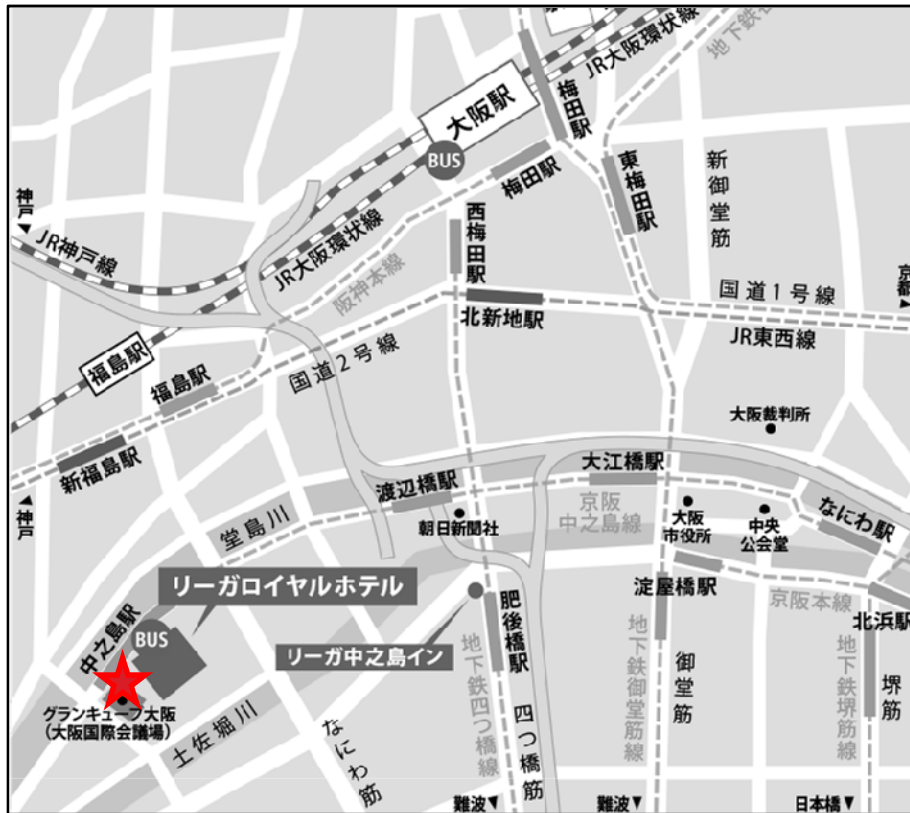 JR大阪環状線
地下鉄
大阪駅
梅田駅
BUS
梅田駅
東梅田駅
新御堂筋
西梅田駅
神戸
JR神戸線
JR大阪環状線
阪神本線
京都
国道1号線
北新地駅
JR東西線
国道2号線
福島駅
福島駅
新福島駅
大阪裁判所
神戸
渡辺橋駅
大江橋駅
堂島川
朝日新聞社
京阪
中之島線
大阪
市役所
中央
公会堂
なにわ駅
リーガロイヤルホテル
中之島駅
BUS
淀屋橋駅
京阪本線
北浜駅
肥後橋駅
リーガ中之島イン
グランキューブ大阪
(大阪国際会議場)
土佐堀川
なにわ筋
地下鉄四つ橋線
四つ橋筋
地下鉄御堂筋線
御堂筋
地下鉄堺筋線
堺筋
難波
難波
日本橋